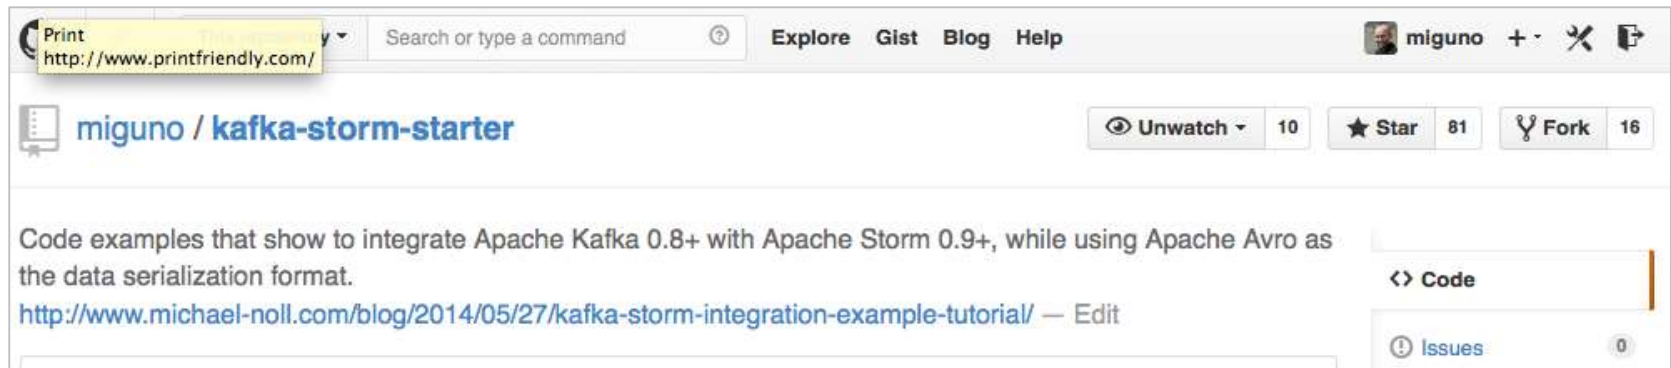 Print
http://www.printfriendly.com/
Search or type a command
Explore Gist Blog Help
miguno
miguno / kafka-storm-starter
Unwatch 10
Star 81
Fork 16
Code examples that show to integrate Apache Kafka 0.8+ with Apache Storm 0.9+, while using Apache Avro as
the data serialization format.
http://www.michael-noll.com/blog/2014/05/27/kafka-storm-integration-example-tutorial/ — Edit
Code
Issues 0